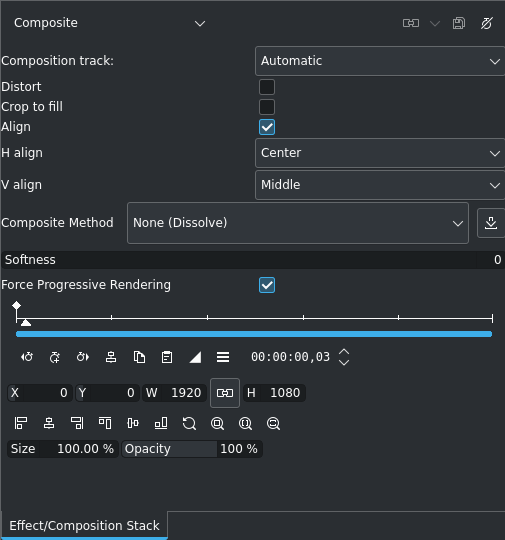 Composite
Composition track: Automatic
Distort
Crop to fill
Align
H align Center
V align Middle
Composite Method None (Dissolve)
Softness 0
Force Progressive Rendering
00:00:00,03
X 0 Y 0 W 1920 H 1080
Size 100.00 % Opacity 100 %
Effect/Composition Stack